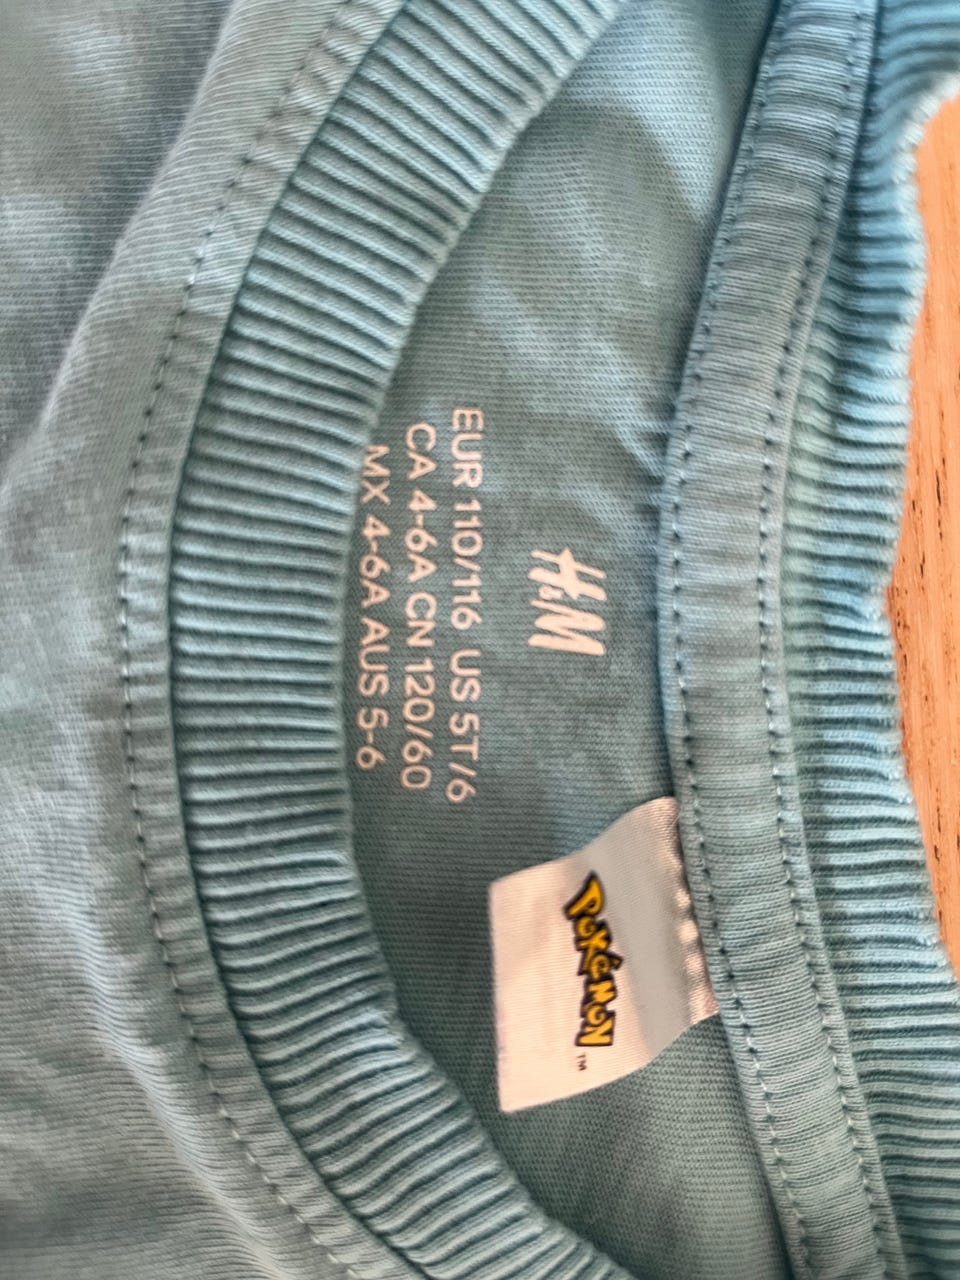 H&M
EUR 110/116 US 5T/6
CA 4-6A CN 120/60
MX 4-6A AUS 5-6
POKéMON
TM